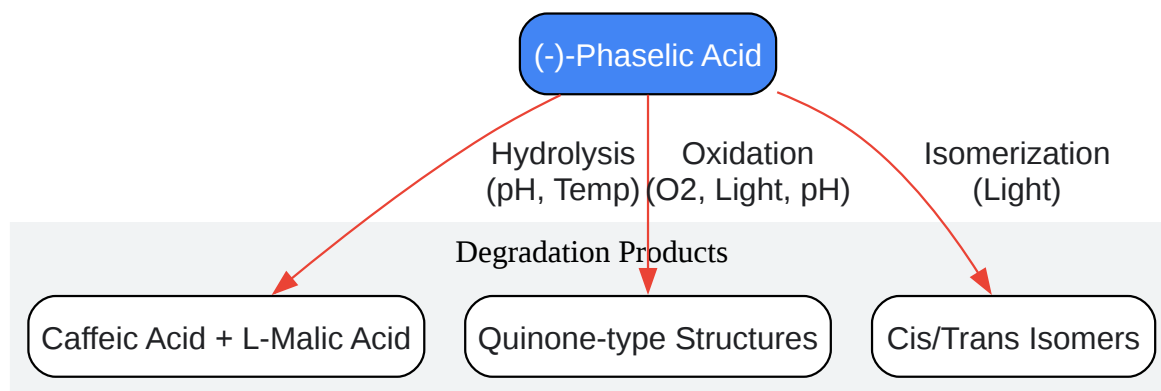 (-)-Phaselic Acid
Hydrolysis
(pH, Temp)
Oxidation
(O2, Light, pH)
Isomerization
(Light)
Degradation Products
Caffeic Acid + L-Malic Acid
Quinone-type Structures
Cis/Trans Isomers